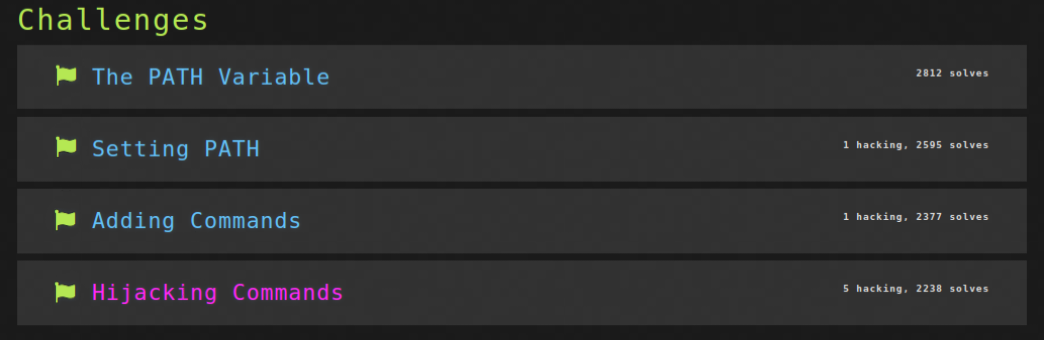 Challenges
The PATH Variable
2812 solves
Setting PATH
1 hacking, 2595 solves
Adding Commands
1 hacking, 2377 solves
Hijacking Commands
5 hacking, 2238 solves